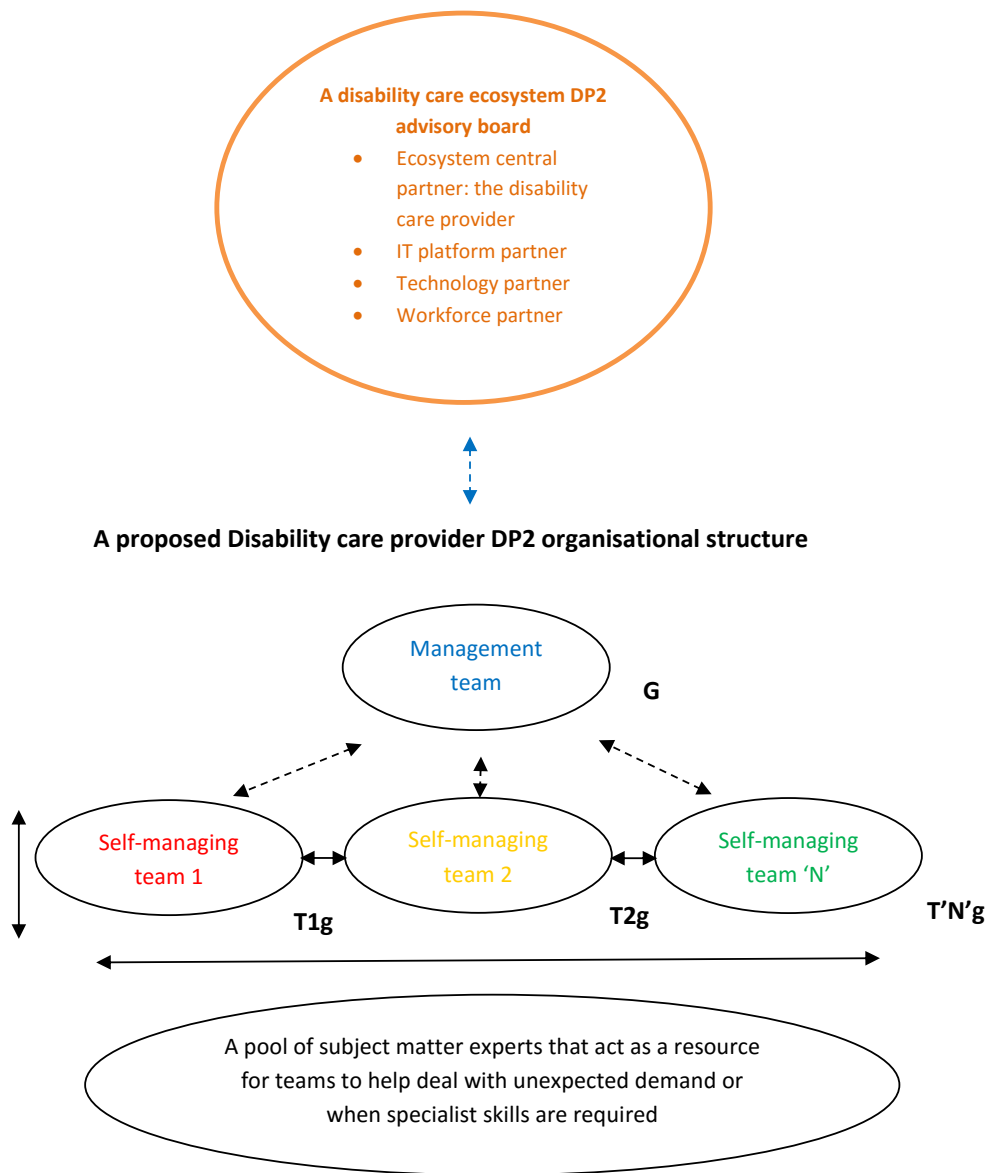 A disability care ecosystem DP2
advisory board
• Ecosystem central
partner: the disability
care provider
• IT platform partner
• Technology partner
• Workforce partner
A proposed Disability care provider DP2 organisational structure
Management
team
G
Self-managing
team 1
Self-managing
team 2
Self-managing
team ‘N’
T1g
T2g
T’N’g
A pool of subject matter experts that act as a resource
for teams to help deal with unexpected demand or
when specialist skills are required